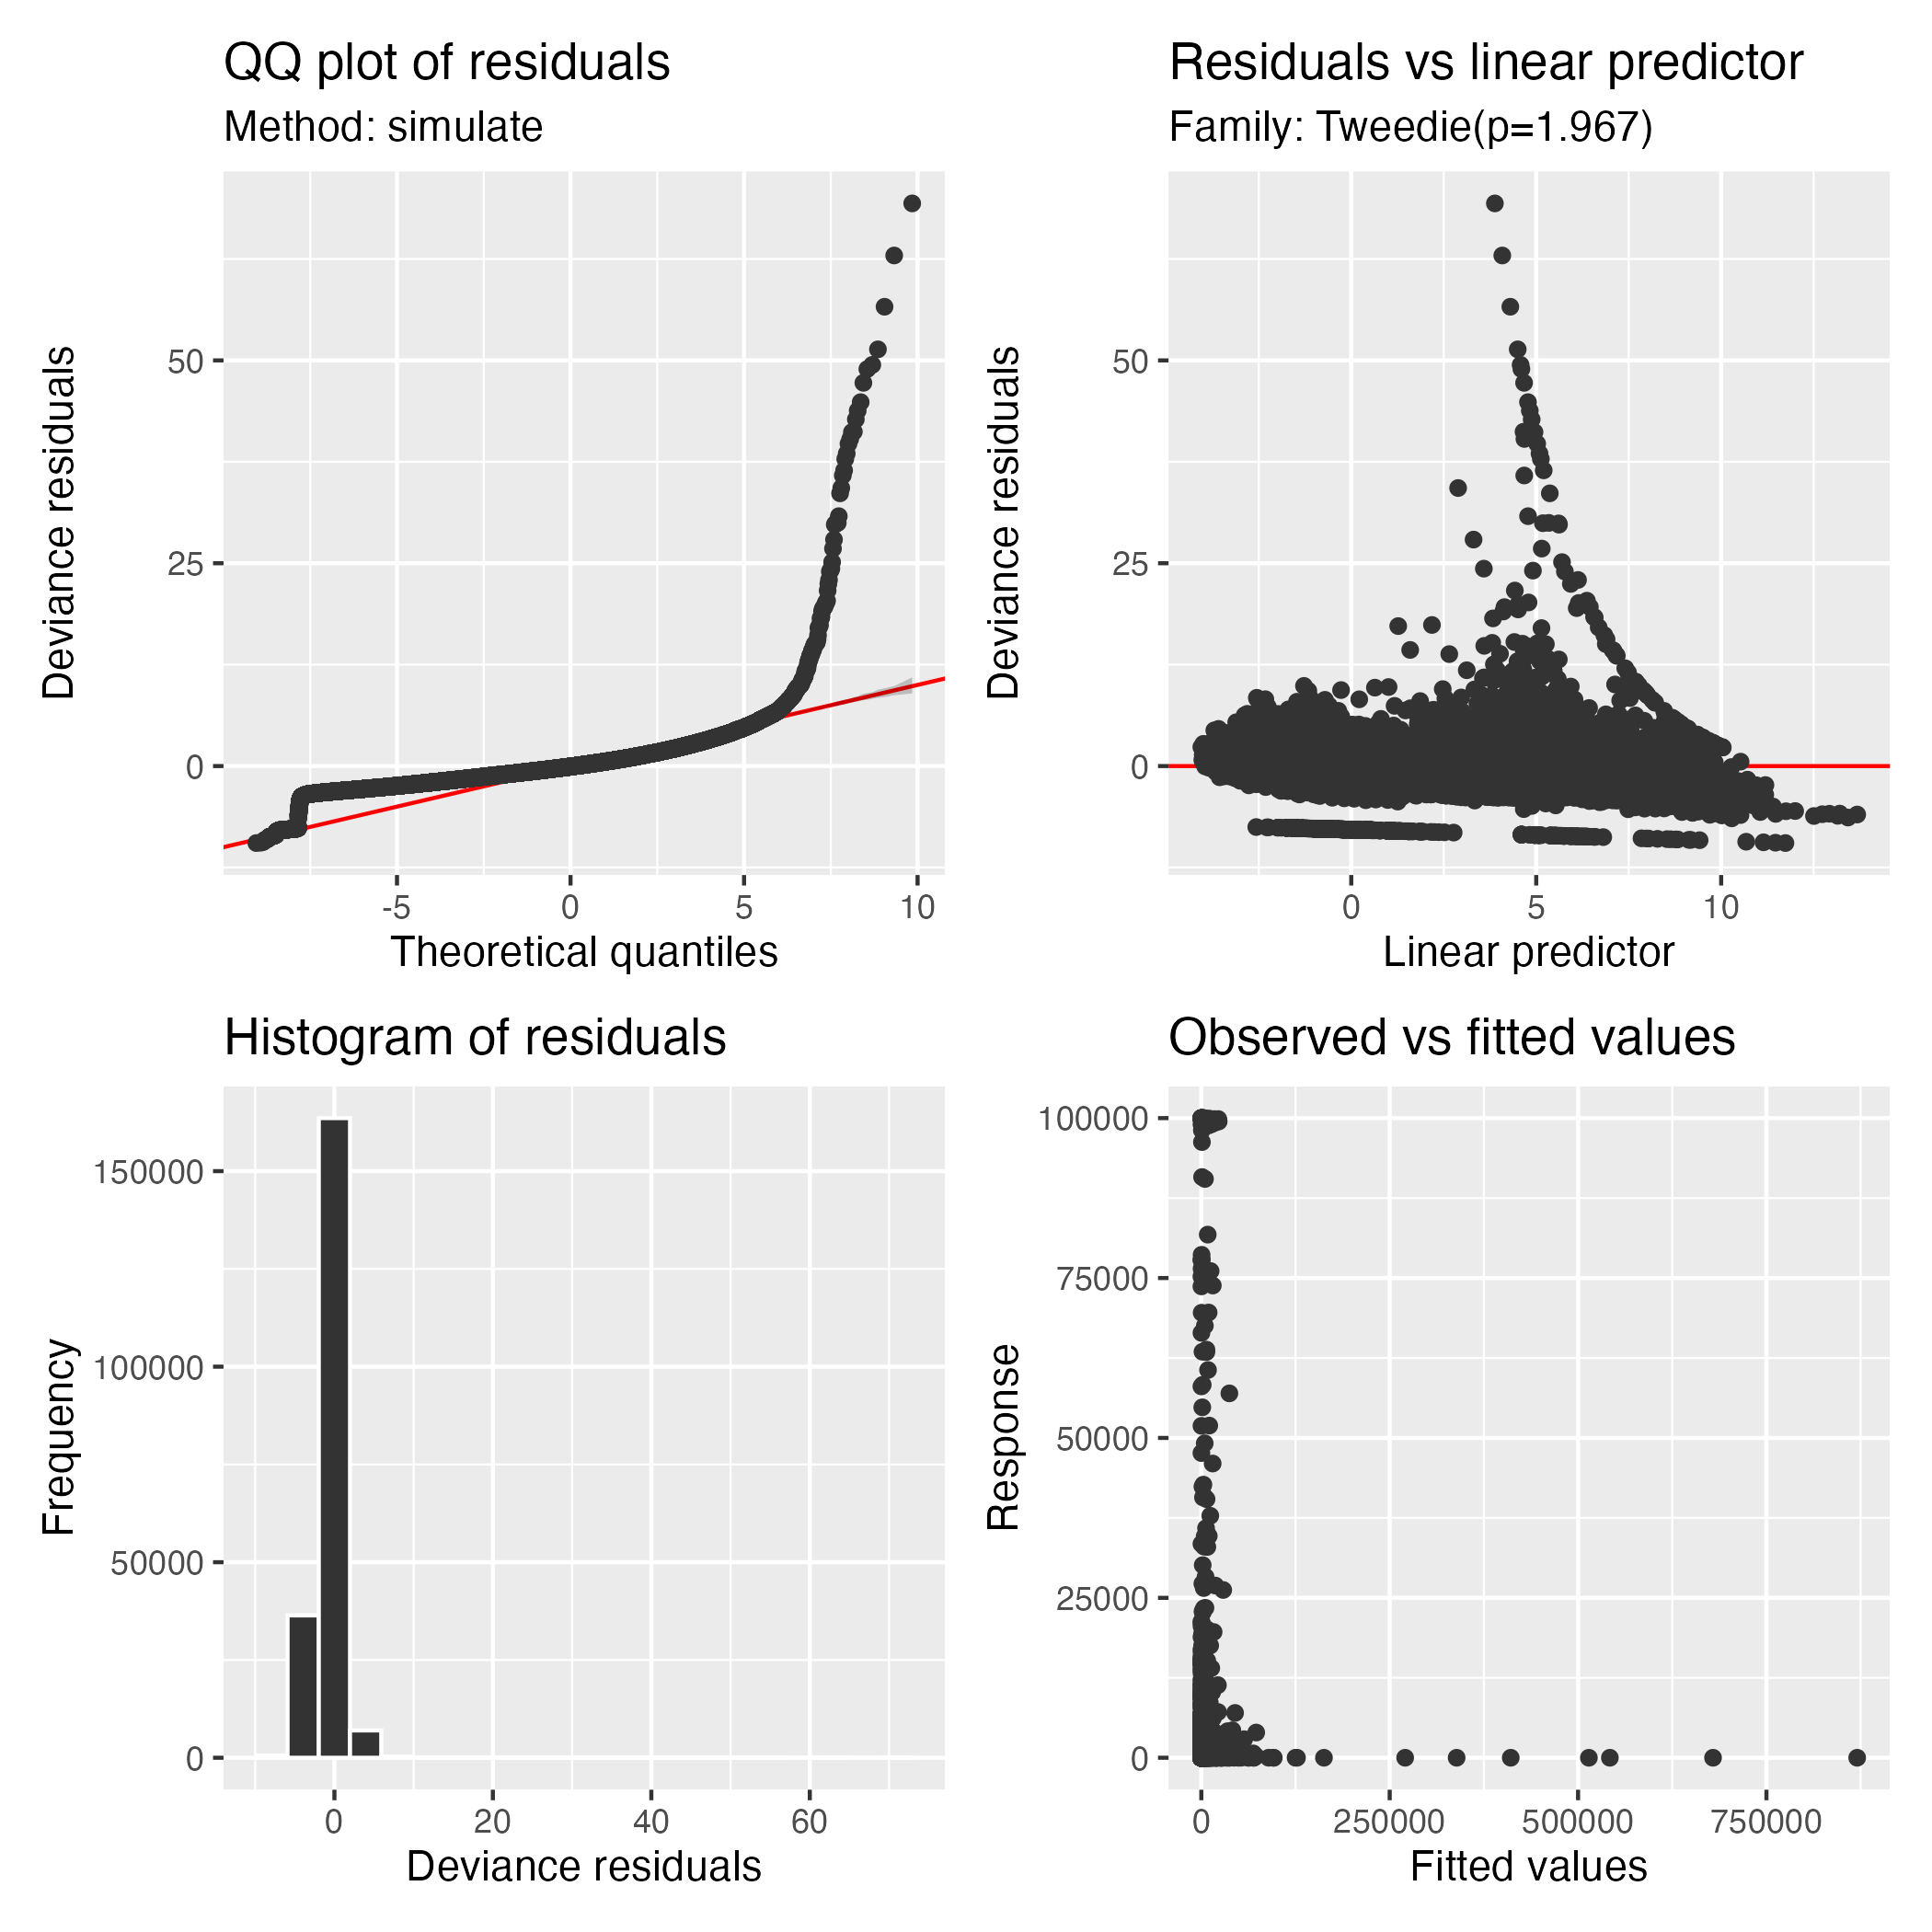 QQ plot of residuals
Method: simulate
Deviance residuals
50
25
0
-5
0
5
10
Theoretical quantiles
Residuals vs linear predictor
Family: Tweedie(p=1.967)
Deviance residuals
50
25
0
0
5
10
Linear predictor
Histogram of residuals
Frequency
150000
100000
50000
0
0
20
40
60
Deviance residuals
Observed vs fitted values
Response
100000
75000
50000
25000
0
0
250000
500000
750000
Fitted values